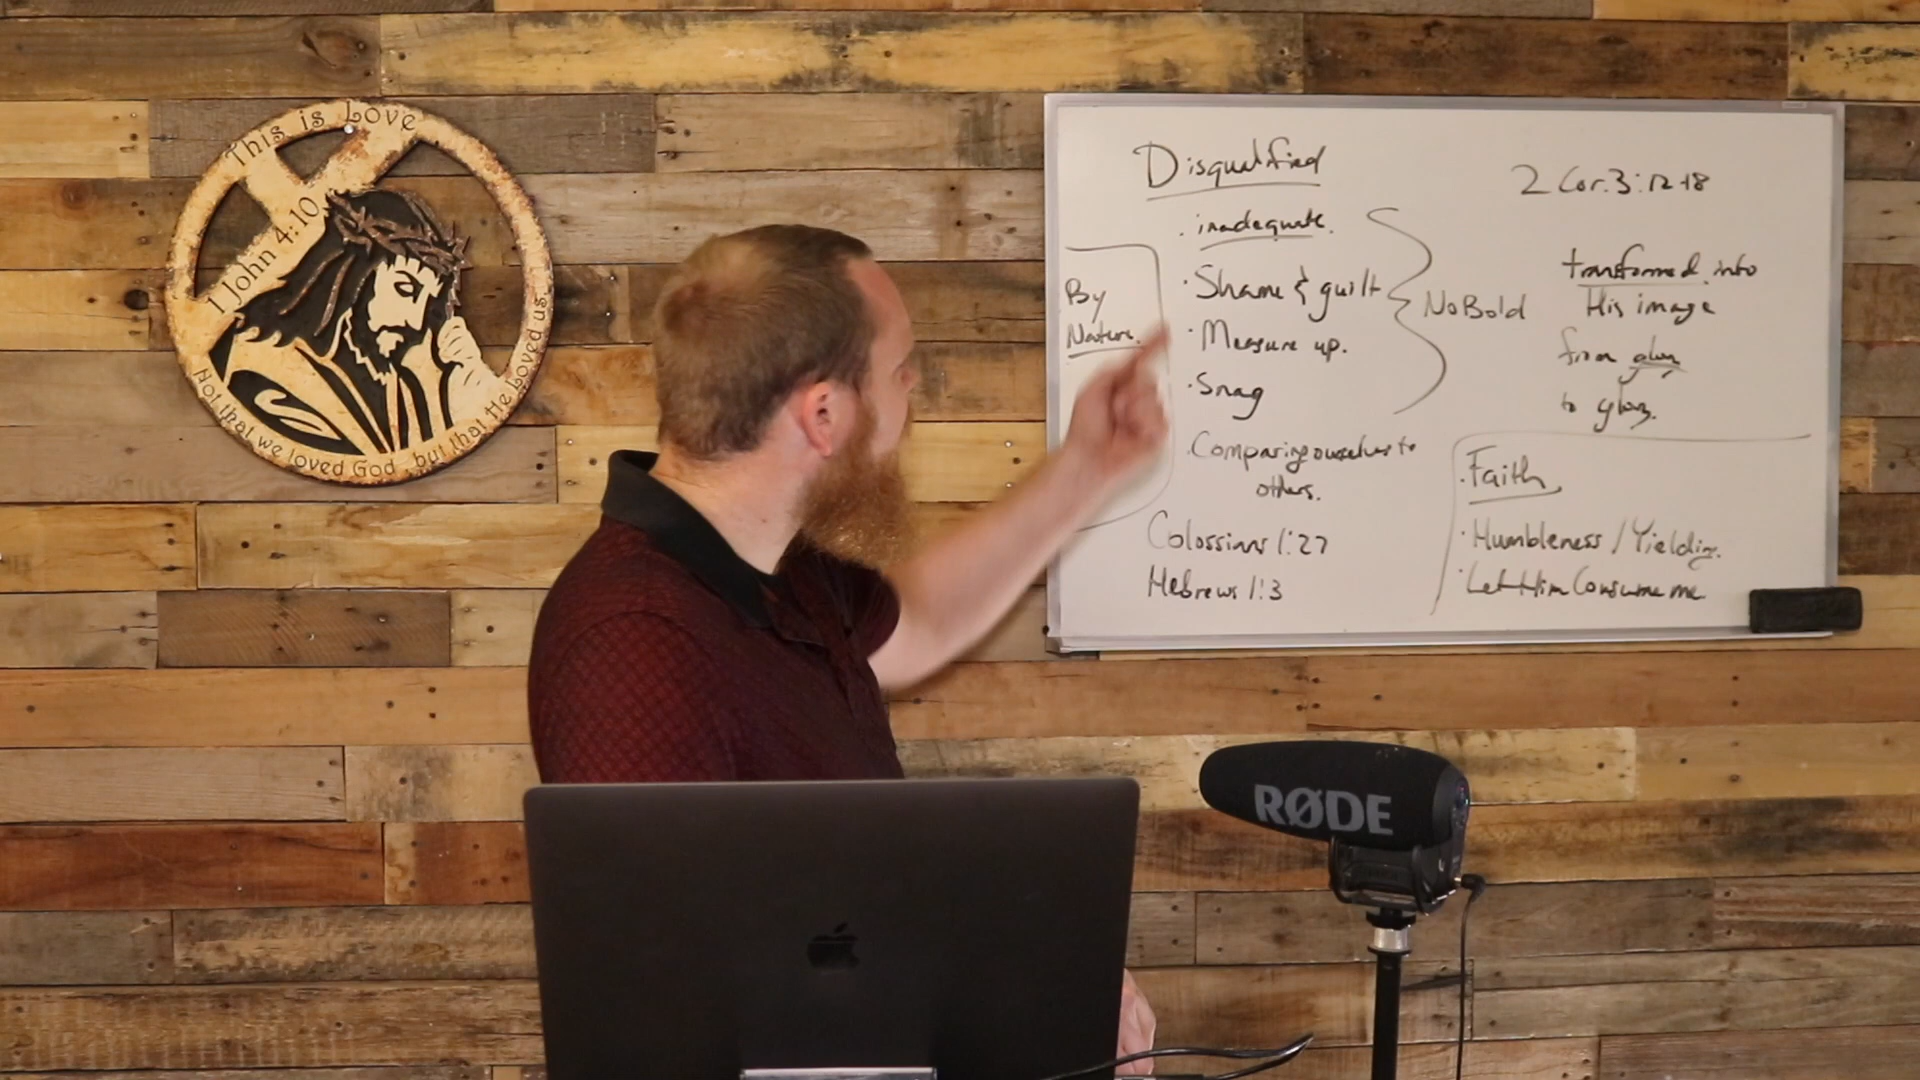 This is Love
1 John 4:10
Not that we loved God, but that He Loved us.
Disqualified
· inadequate.
· Shame & guilt
· Measure up.
· Snag
· Comparing ourselves to
others.
By
Nature.
No Bold
Colossians 1:27
Hebrews 1:3
2 Cor. 3:12-18
transformed into
His image
from glory
to glory.
· Faith
· Humbleness / Yielding.
· Let Him Consume me
RØDE